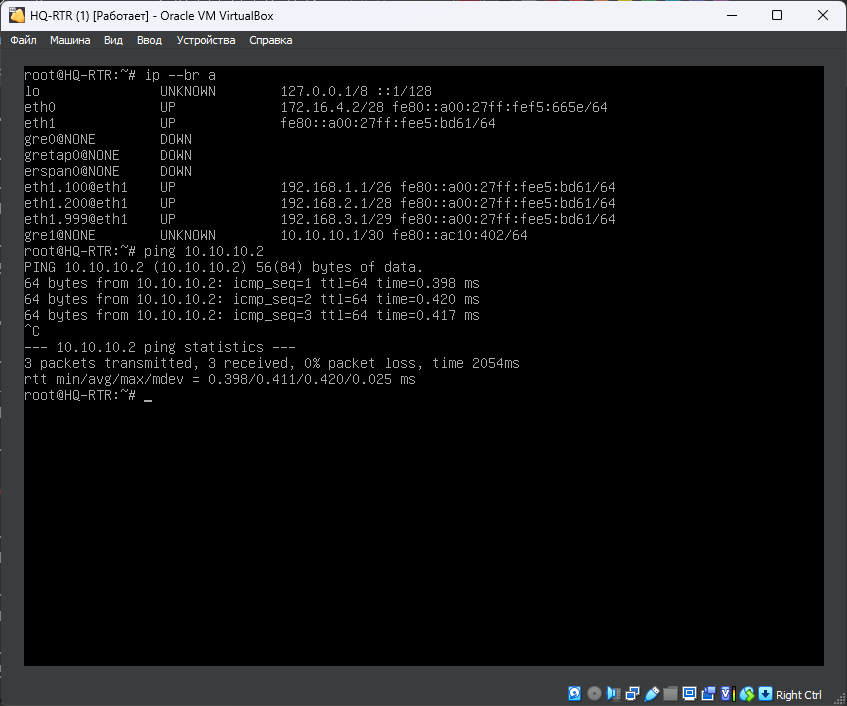 HQ-RTR (1) [Работает] - Oracle VM VirtualBox
Файл Машина Вид Ввод Устройства Справка
root@HQ-RTR:~# ip --br a
lo UNKNOWN 127.0.0.1/8 ::1/128
eth0 UP 172.16.4.2/28 fe80::a00:27ff:fef5:665e/64
eth1 UP fe80::a00:27ff:fee5:bd61/64
gre0@NONE DOWN
gretap0@NONE DOWN
erspan0@NONE DOWN
eth1.100@eth1 UP 192.168.1.1/26 fe80::a00:27ff:fee5:bd61/64
eth1.200@eth1 UP 192.168.2.1/28 fe80::a00:27ff:fee5:bd61/64
eth1.999@eth1 UP 192.168.3.1/29 fe80::a00:27ff:fee5:bd61/64
gre1@NONE UNKNOWN 10.10.10.1/30 fe80::ac10:402/64
root@HQ-RTR:~# ping 10.10.10.2
PING 10.10.10.2 (10.10.10.2) 56(84) bytes of data.
64 bytes from 10.10.10.2: icmp_seq=1 ttl=64 time=0.398 ms
64 bytes from 10.10.10.2: icmp_seq=2 ttl=64 time=0.420 ms
64 bytes from 10.10.10.2: icmp_seq=3 ttl=64 time=0.417 ms
^C
--- 10.10.10.2 ping statistics ---
3 packets transmitted, 3 received, 0% packet loss, time 2054ms
rtt min/avg/max/mdev = 0.398/0.411/0.420/0.025 ms
root@HQ-RTR:~# _
Right Ctrl